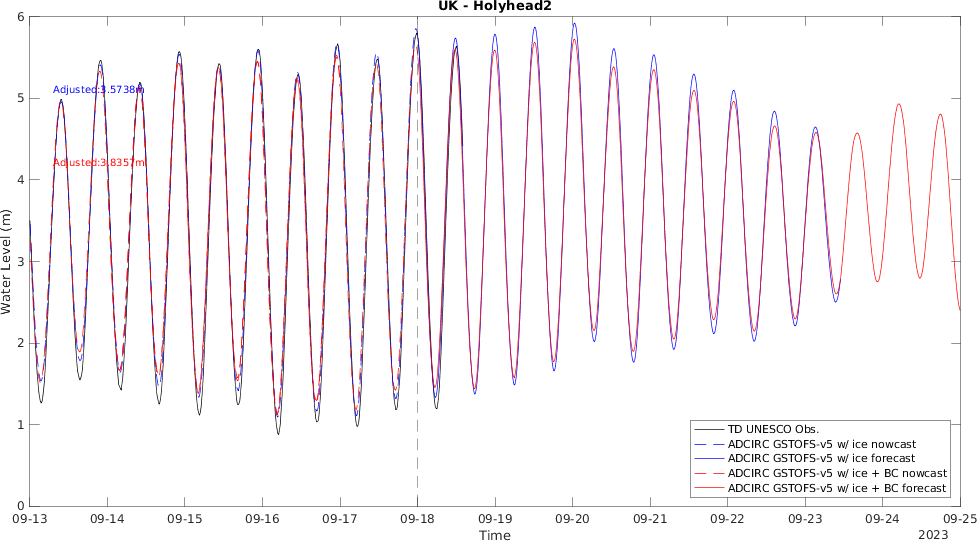 UK - Holyhead2
6
5
4
3
2
1
0
Water Level (m)
Adjusted:3.5738m
Adjusted:3.8357m
TD UNESCO Obs.
ADCIRC GSTOFS-v5 w/ ice nowcast
ADCIRC GSTOFS-v5 w/ ice forecast
ADCIRC GSTOFS-v5 w/ ice + BC nowcast
ADCIRC GSTOFS-v5 w/ ice + BC forecast
09-13 09-14 09-15 09-16 09-17 09-18 09-19 09-20 09-21 09-22 09-23 09-24 09-25
Time
2023